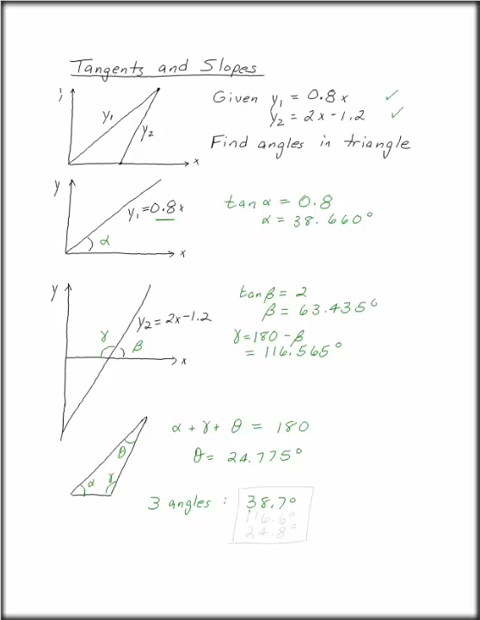 Tangents and Slopes
Given y₁ = 0.8x ✓
y₂ = 2x-1.2 ✓
Find angles in triangle
y₁
y₂
x
y
y₁=0.8x
α
x
tan α = 0.8
α = 38.660°
y
y₂=2x-1.2
γ
β
x
tan β = 2
β = 63.435°
γ=180-β
= 116.565°
θ
α
γ
α + γ + θ = 180
θ = 24.775°
3 angles : 38.7°
116.6°
24.8°